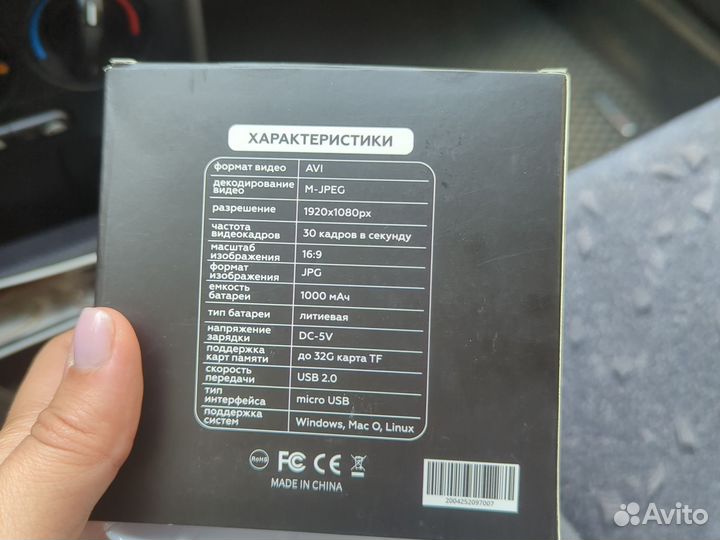 ХАРАКТЕРИСТИКИ
формат видео AVI
декодирование видео M-JPEG
разрешение 1920x1080px
частота видеокадров 30 кадров в секунду
масштаб изображения 16:9
формат изображения JPG
емкость батареи 1000 мАч
тип батареи литиевая
напряжение зарядки DC-5V
поддержка карт памяти до 32G карта TF
скорость передачи USB 2.0
тип интерфейса micro USB
поддержка систем Windows, Mac O, Linux
RoHS FC CE
MADE IN CHINA
2004252097007
Avito